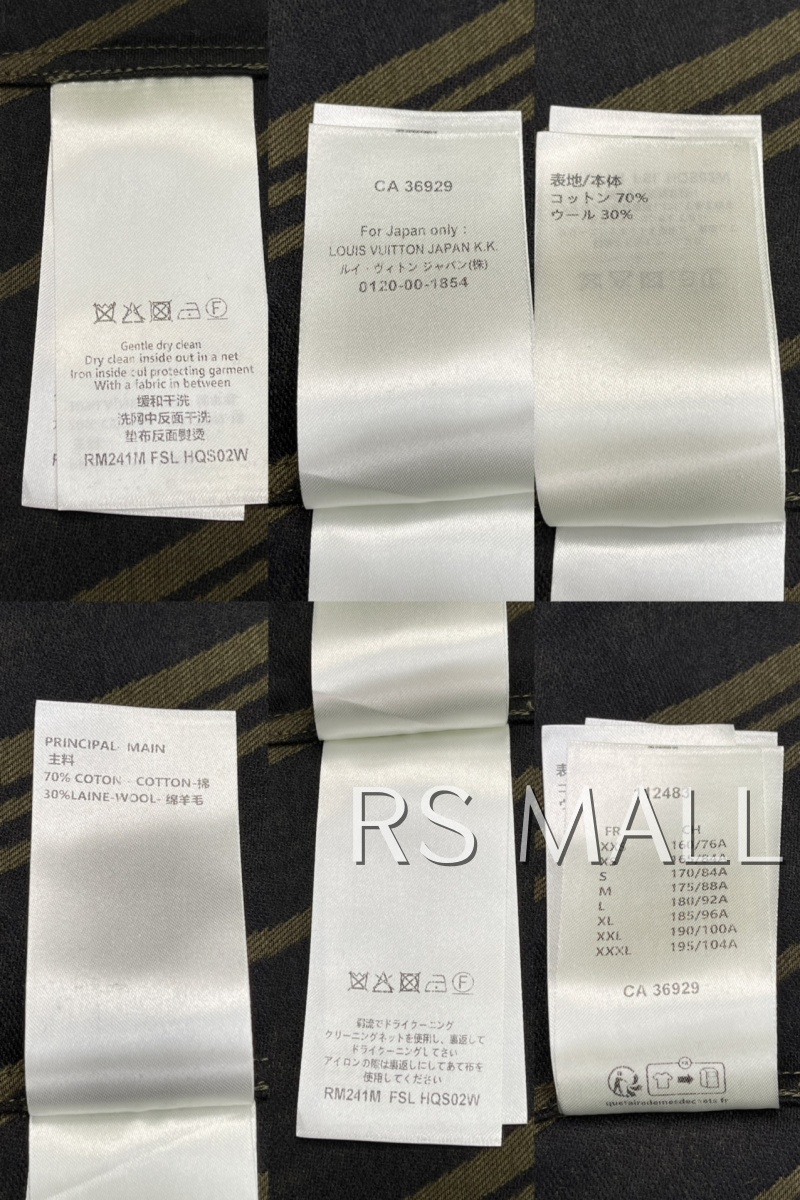 Gentle dry clean
Dry clean inside out in a net
Iron inside out protecting garment
With a fabric in between
缓和干洗
洗网中反面干洗
垫布反面熨烫
RM241M FSL HQS02W
CA 36929
For Japan only :
LOUIS VUITTON JAPAN K.K.
ルイ・ヴィトン ジャパン(株)
0120-00-1854
表地/本体
コットン 70%
ウール 30%
PRINCIPAL- MAIN
主料
70% COTON - COTTON-棉
30%LAINE-WOOL- 绵羊毛
弱流でドライクーニング
クリーニングネットを使用し、裏返して
ドライクーニングしてさい
アイロンの際は裏返しにしてあて布を
使用してください
RM241M FSL HQS02W
RS MALL
FR CH
XXS 160/76A
XS 165/84A
S 170/84A
M 175/88A
L 180/92A
XL 185/96A
XXL 190/100A
XXXL 195/104A
CA 36929
FR
quefairedemesdechets.fr